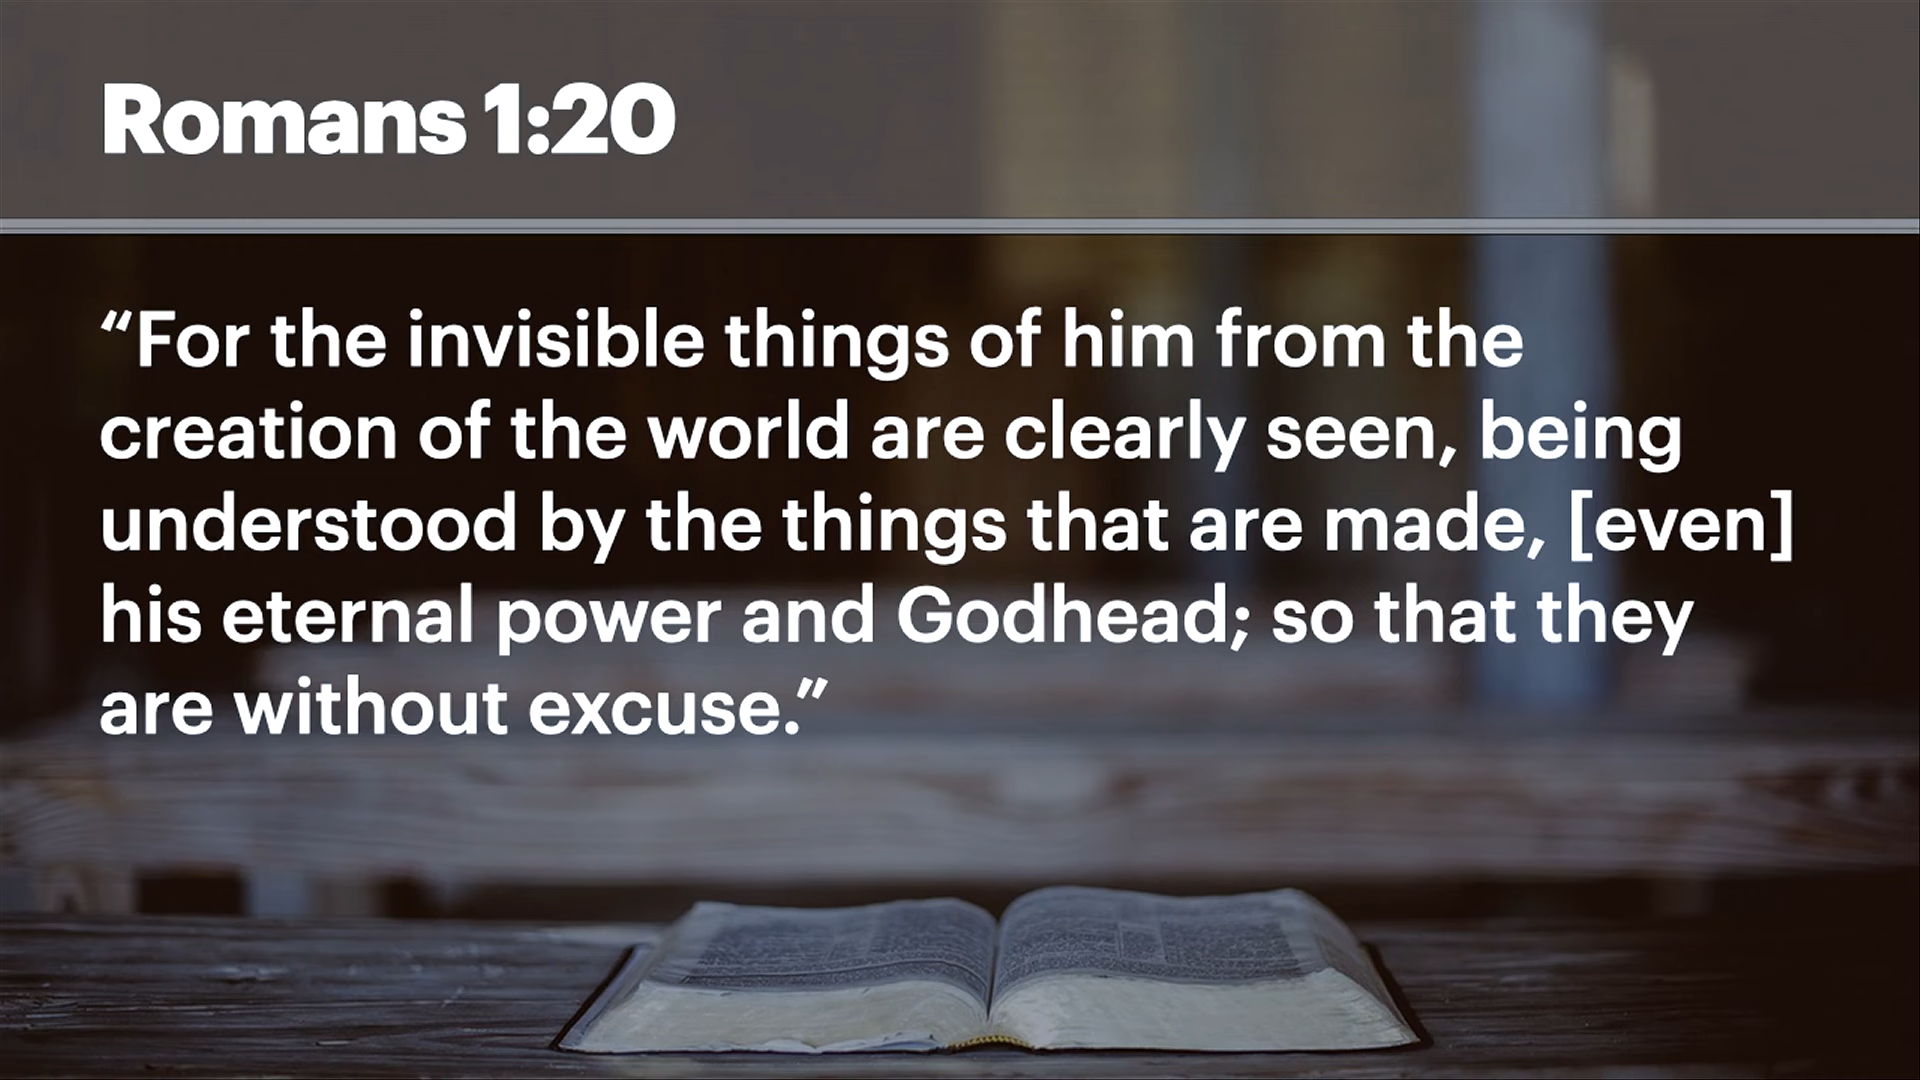 Romans 1:20
“For the invisible things of him from the
creation of the world are clearly seen, being
understood by the things that are made, [even]
his eternal power and Godhead; so that they
are without excuse.”